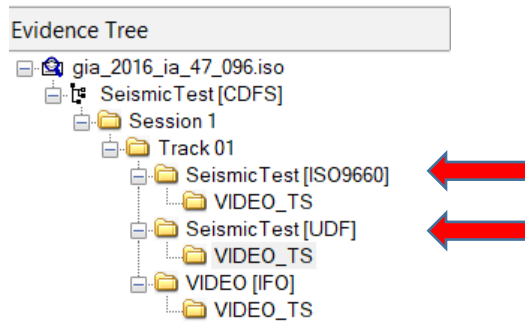 Evidence Tree
gia_2016_ia_47_096.iso
SeismicTest [CDFS]
Session 1
Track 01
SeismicTest [ISO9660]
VIDEO_TS
SeismicTest [UDF]
VIDEO_TS
VIDEO [IFO]
VIDEO_TS